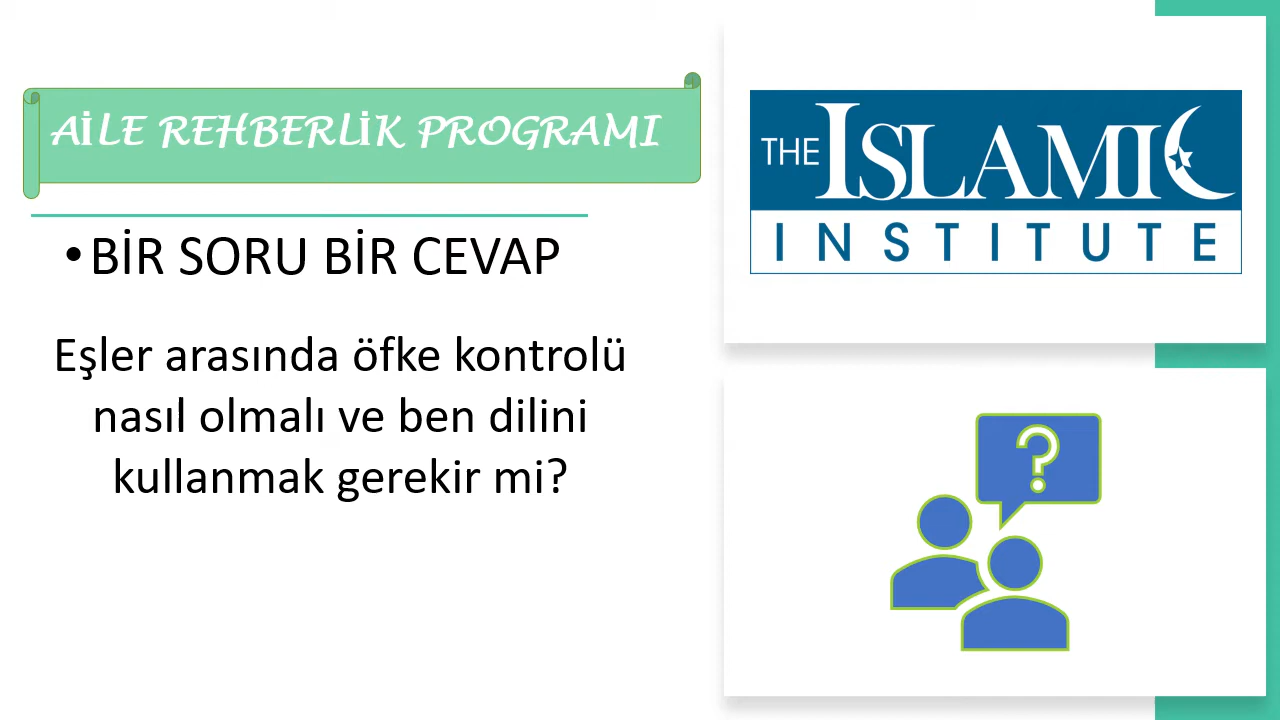 AİLE REHBERLİK PROGRAMI
•BİR SORU BİR CEVAP
Eşler arasında öfke kontrolü
nasıl olmalı ve ben dilini
kullanmak gerekir mi?
THE ISLAMIC
INSTITUTE
?